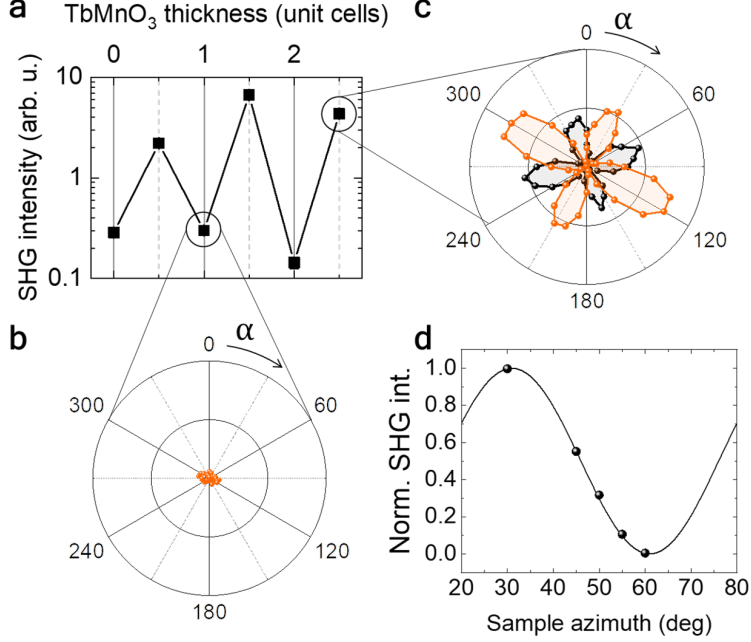 a
TbMnO₃ thickness (unit cells)
0 1 2
SHG intensity (arb. u.)
10
1
0.1
c
α
0
60
120
180
240
300
b
α
0
60
120
180
240
300
d
Norm. SHG int.
1.0
0.8
0.6
0.4
0.2
0.0
20 30 40 50 60 70 80
Sample azimuth (deg)